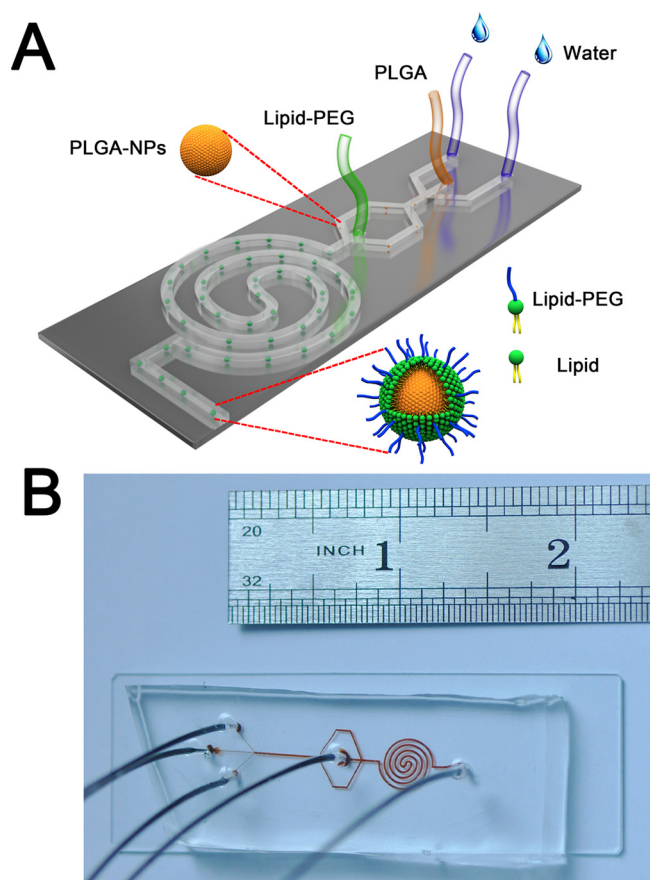 A
Water
PLGA
Lipid-PEG
PLGA-NPs
Lipid-PEG
Lipid
B
20
INCH 1 2
32